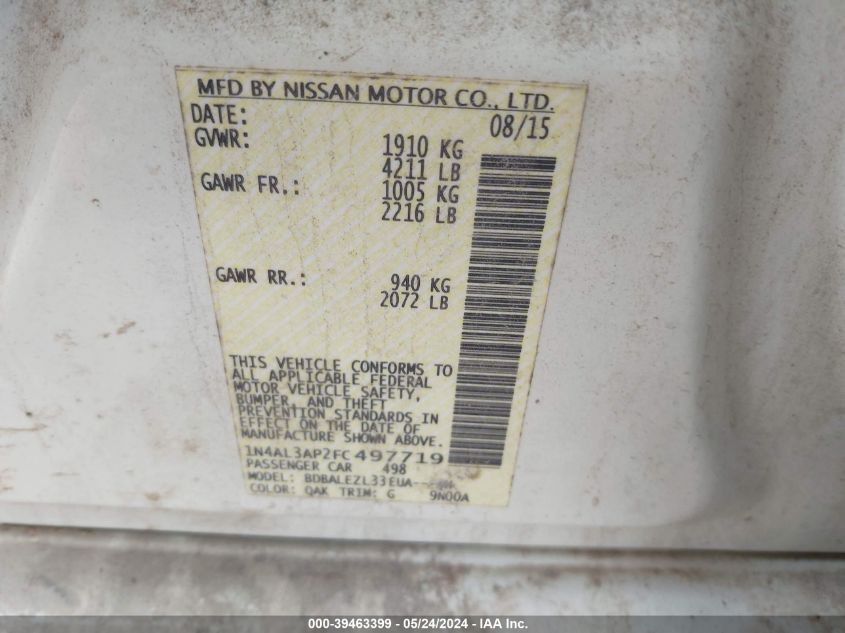 MFD BY NISSAN MOTOR CO., LTD.
DATE: 08/15
GVWR: 1910 KG
4211 LB
GAWR FR.: 1005 KG
2216 LB
GAWR RR.: 940 KG
2072 LB
THIS VEHICLE CONFORMS TO
ALL APPLICABLE FEDERAL
MOTOR VEHICLE SAFETY,
BUMPER, AND THEFT
PREVENTION STANDARDS IN
EFFECT ON THE DATE OF
MANUFACTURE SHOWN ABOVE.
1N4AL3AP2FC497719
PASSENGER CAR 498
MODEL: BDBALEZL33EUA-
COLOR: QAK TRIM: G 9N00A
000-39463399 - 05/24/2024 - IAA Inc.